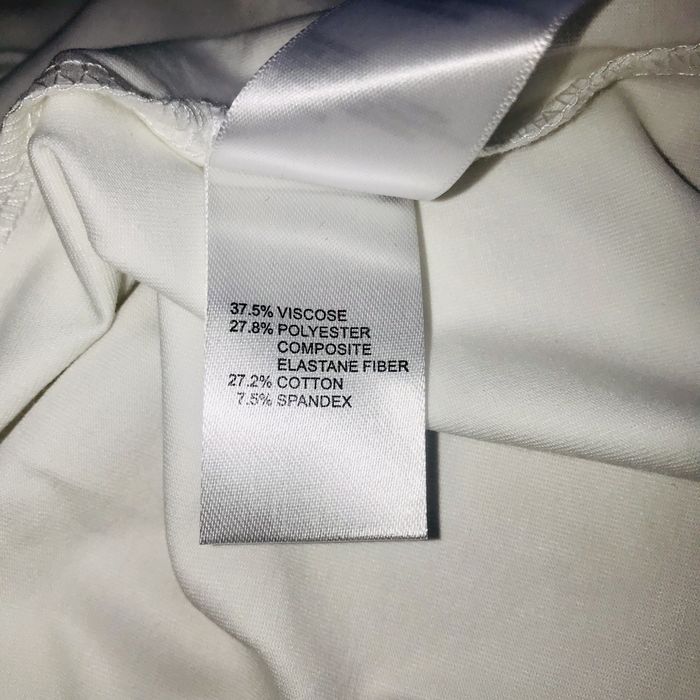 37.5% VISCOSE
27.8% POLYESTER
COMPOSITE
ELASTANE FIBER
27.2% COTTON
7.5% SPANDEX